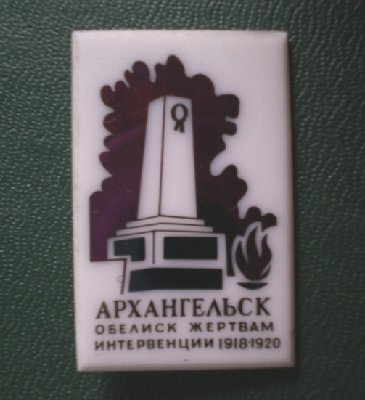 АРХАНГЕЛЬСК
ОБЕЛИСК ЖЕРТВАМ
ИНТЕРВЕНЦИИ 1918-1920